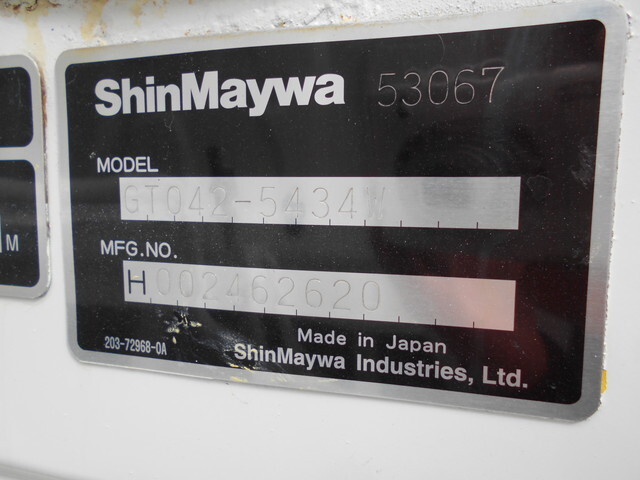 ShinMaywa 53067
MODEL
GT042-5434
MFG.NO.
H002462620
M
Made in Japan
203-72968-0A
ShinMaywa Industries, Ltd.